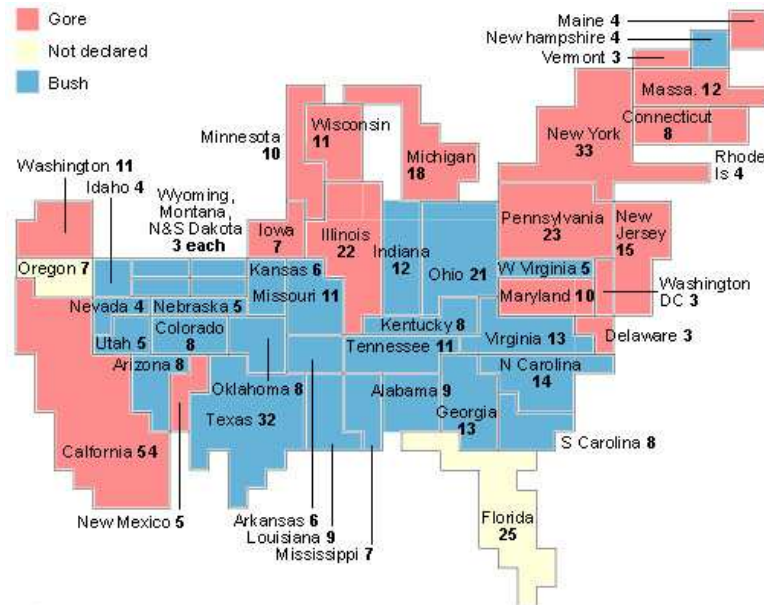 Gore
Not declared
Bush
Maine 4
New hampshire 4
Vermont 3
Massa. 12
Connecticut
8
Rhode
Is 4
New York
33
Wisconsin
11
Minnesota
10
Michigan
18
Washington 11
Idaho 4
Wyoming,
Montana,
N&S Dakota
3 each
Iowa
7
Illinois
22
Indiana
12
Ohio 21
Pennsylvania
23
New
Jersey
15
Oregon 7
Kansas 6
W Virginia 5
Washington
DC 3
Maryland 10
Missouri 11
Nevada 4
Nebraska 5
Colorado
8
Utah 5
Kentucky 8
Virginia 13
Delaware 3
Tennessee 11
Arizona 8
N Carolina
14
Oklahoma 8
Alabama 9
Texas 32
Georgia
13
S Carolina 8
Calfornia 54
New Mexico 5
Arkansas 6
Louisiana 9
Mississippi 7
Florida
25